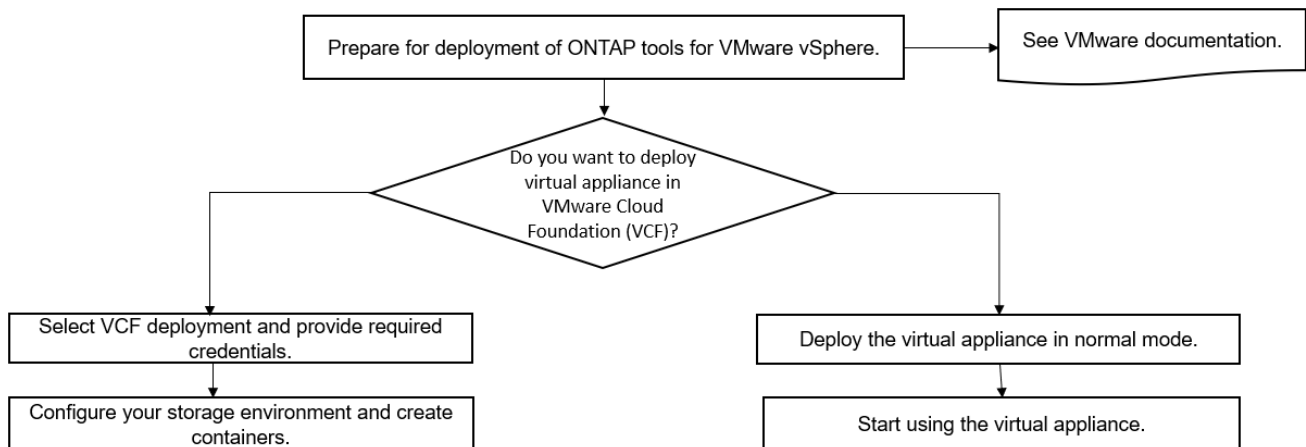 Prepare for deployment of ONTAP tools for VMware vSphere.
See VMware documentation.
Do you want to deploy
virtual appliance in
VMware Cloud
Foundation (VCF)?
Select VCF deployment and provide required
credentials.
Deploy the virtual appliance in normal mode.
Configure your storage environment and create
containers.
Start using the virtual appliance.